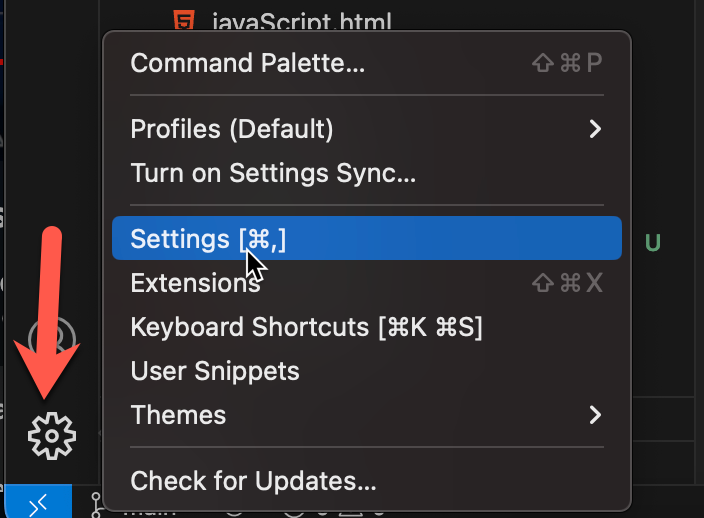 javaScript.html
Command Palette... ⇧⌘P
Profiles (Default)
Turn on Settings Sync...
Settings [⌘,]
U
Extensions ⇧⌘X
Keyboard Shortcuts [⌘K ⌘S]
User Snippets
Themes
Check for Updates...
main